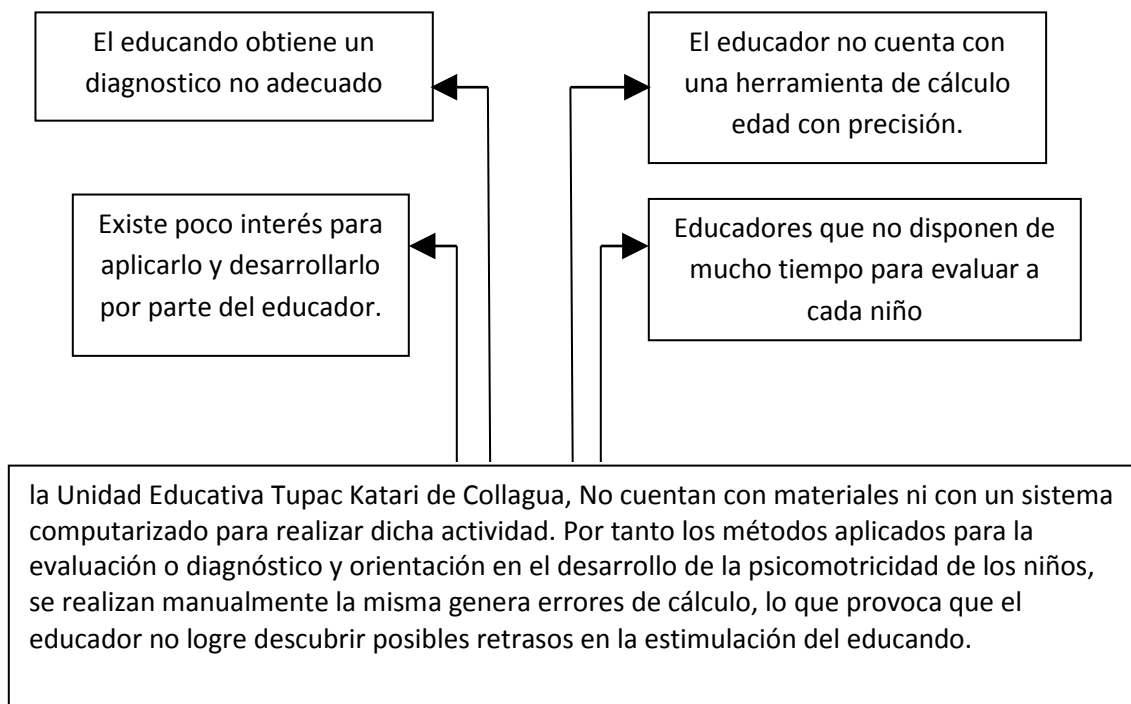 El educando obtiene un
diagnostico no adecuado
El educador no cuenta con
una herramienta de cálculo
edad con precisión.
Existe poco interés para
aplicarlo y desarrollarlo
por parte del educador.
Educadores que no disponen de
mucho tiempo para evaluar a
cada niño
la Unidad Educativa Tupac Katari de Collagua, No cuentan con materiales ni con un sistema
computarizado para realizar dicha actividad. Por tanto los métodos aplicados para la
evaluación o diagnóstico y orientación en el desarrollo de la psicomotricidad de los niños,
se realizan manualmente la misma genera errores de cálculo, lo que provoca que el
educador no logre descubrir posibles retrasos en la estimulación del educando.